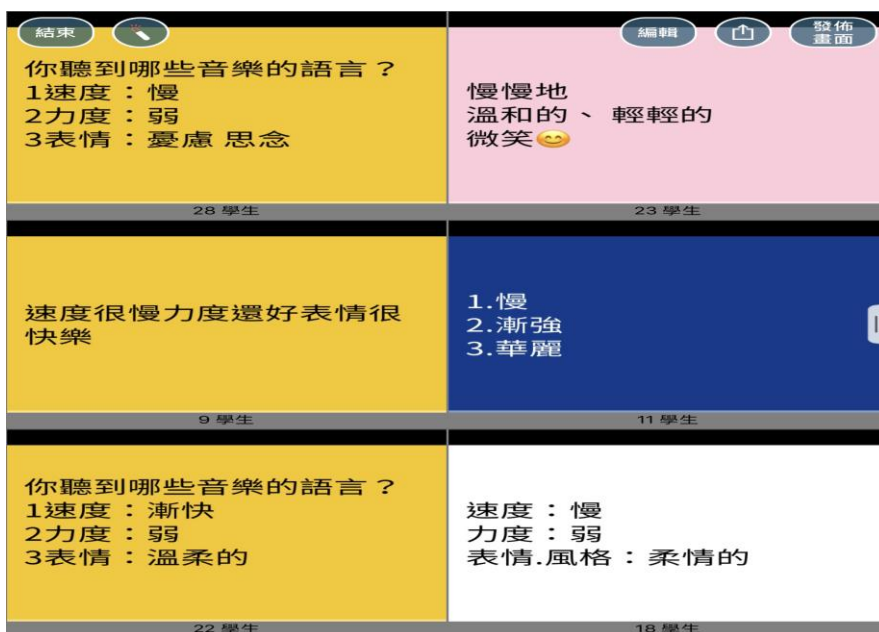 結束
編輯
發佈
畫面
你聽到哪些音樂的語言？
1速度：慢
2力度：弱
3表情：憂慮 思念
28 學生
慢慢地
溫和的、 輕輕的
微笑😊
23 學生
速度很慢力度還好表情很
快樂
9 學生
1.慢
2.漸強
3.華麗
11 學生
你聽到哪些音樂的語言？
1速度：漸快
2力度：弱
3表情：溫柔的
22 學生
速度：慢
力度：弱
表情.風格：柔情的
18 學生